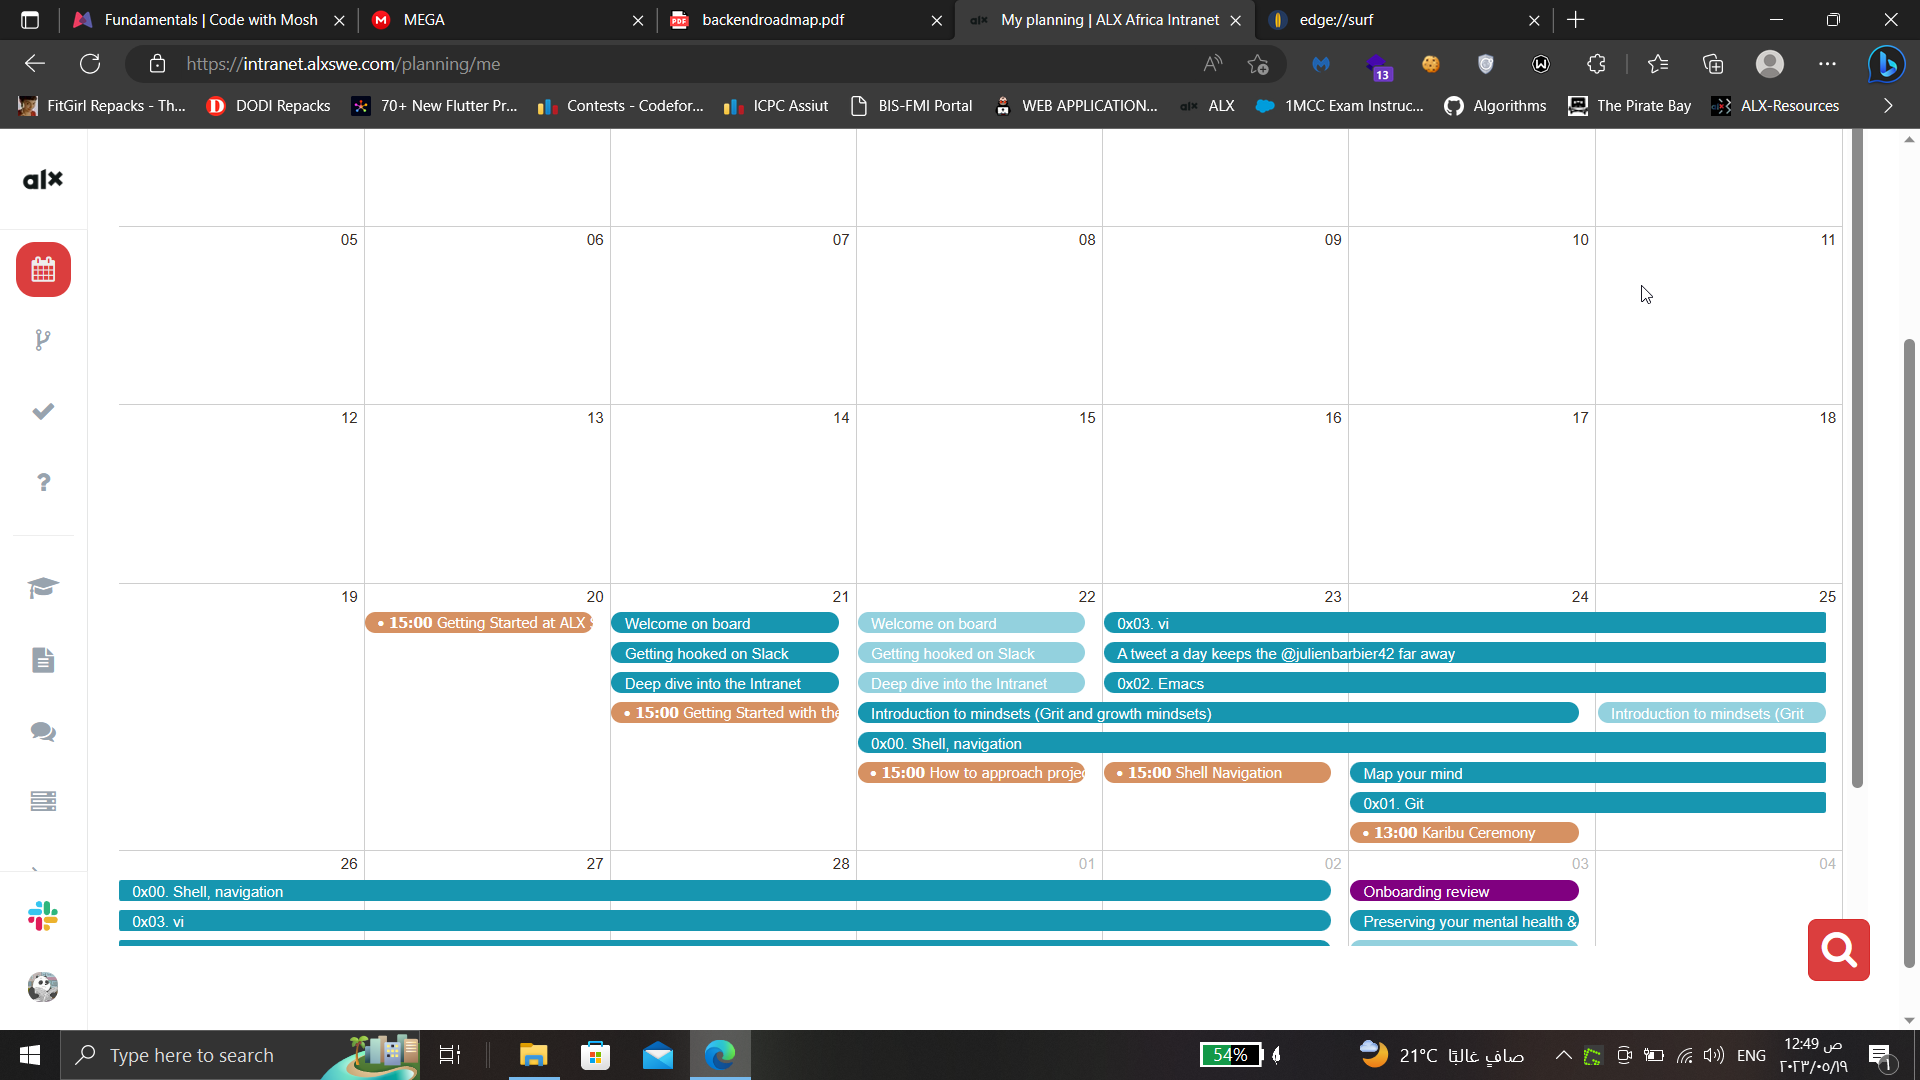 Fundamentals | Code with Mosh
MEGA
backendroadmap.pdf
My planning | ALX Africa Intranet
edge://surf
https://intranet.alxswe.com/planning/me
13
FitGirl Repacks - Th...
DODI Repacks
70+ New Flutter Pr...
Contests - Codefor...
ICPC Assiut
BIS-FMI Portal
WEB APPLICATION...
ALX
1MCC Exam Instruc...
Algorithms
The Pirate Bay
ALX-Resources
alx
05 06 07 08 09 10 11
12 13 14 15 16 17 18
19 20 21 22 23 24 25
• 15:00 Getting Started at ALX
Welcome on board
Welcome on board
0x03. vi
Getting hooked on Slack
Getting hooked on Slack
A tweet a day keeps the @julienbarbier42 far away
Deep dive into the Intranet
Deep dive into the Intranet
0x02. Emacs
• 15:00 Getting Started with the
Introduction to mindsets (Grit and growth mindsets)
Introduction to mindsets (Grit
0x00. Shell, navigation
• 15:00 How to approach projec
• 15:00 Shell Navigation
Map your mind
0x01. Git
• 13:00 Karibu Ceremony
26 27 28 01 02 03 04
0x00. Shell, navigation
Onboarding review
0x03. vi
Preserving your mental health &
Type here to search
54%
21°C صافٍ غالبًا
ENG
12:49 ص
٢٠٢٣/٠٥/١٩
١